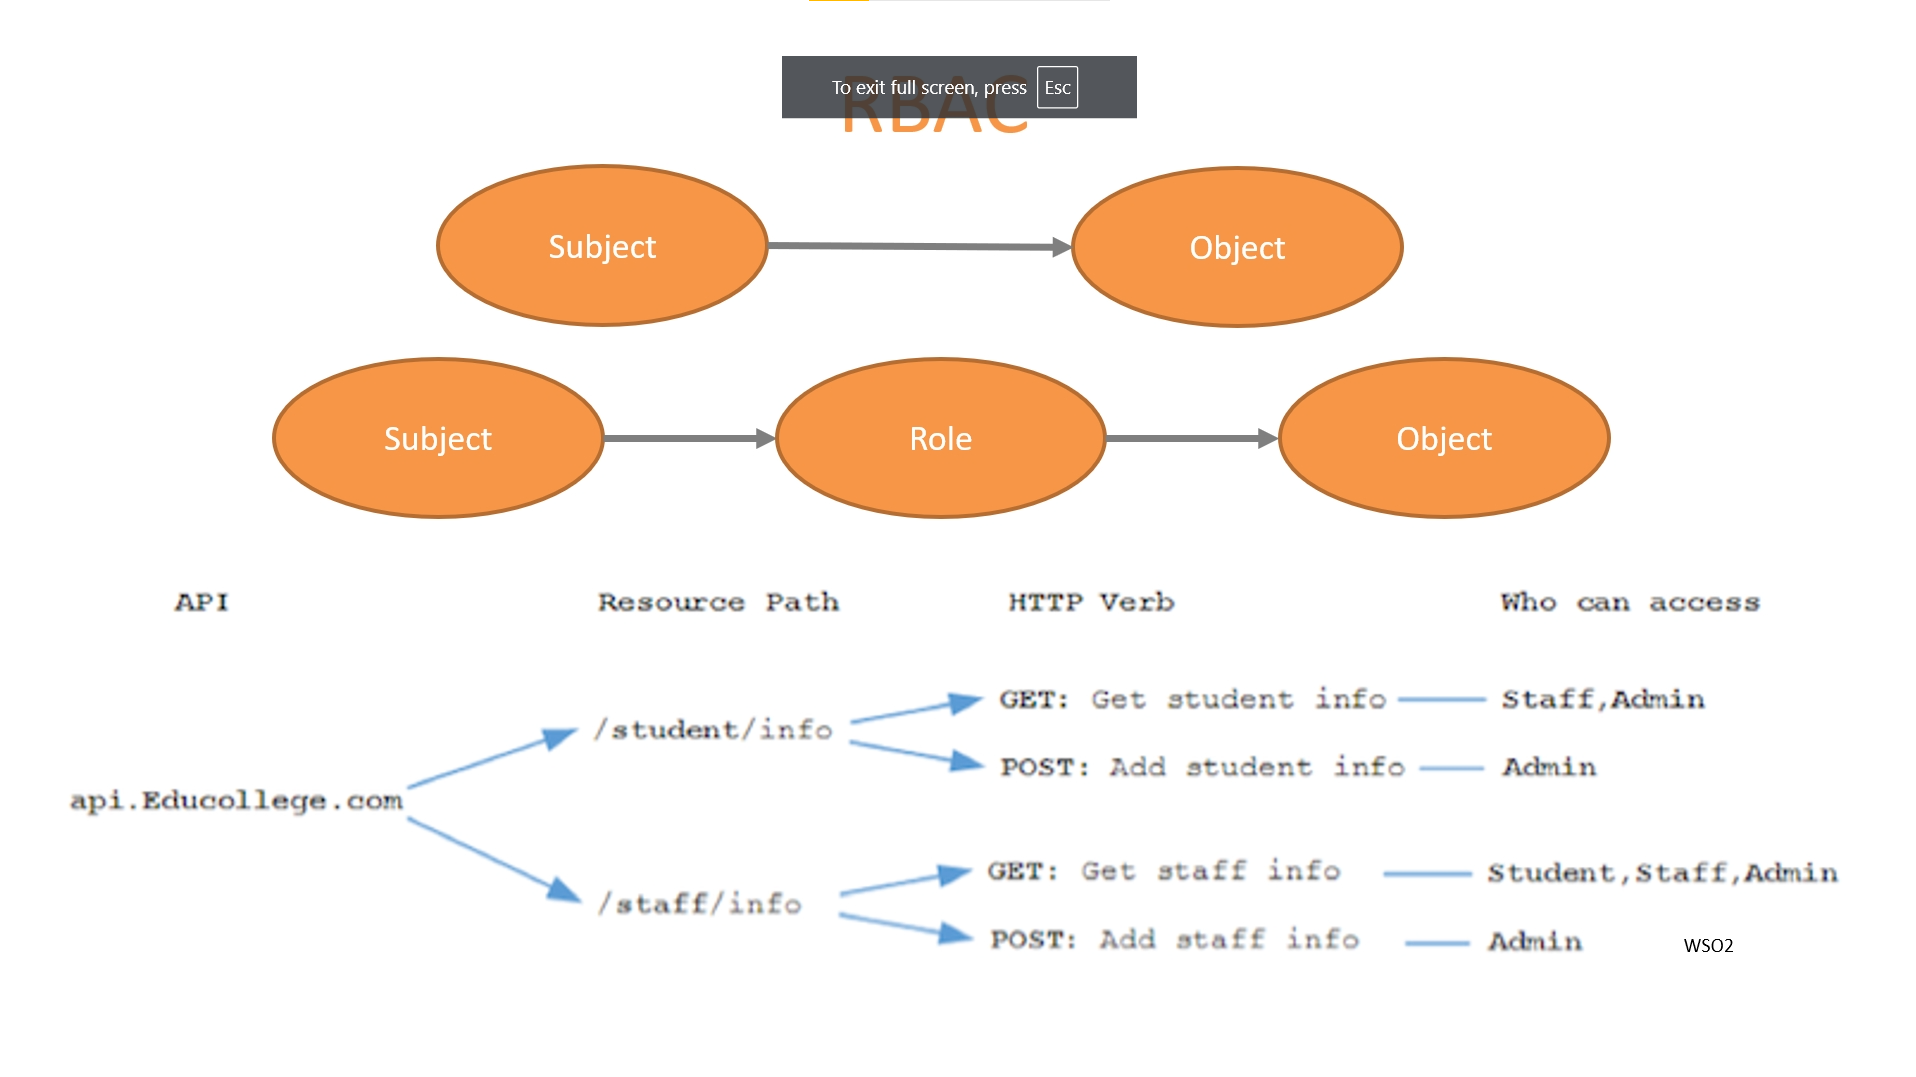 To exit full screen, press Esc
RBAC
Subject Object
Subject Role Object
API Resource Path HTTP Verb Who can access
GET: Get student info Staff,Admin
/student/info
POST: Add student info Admin
api.Educollege.com
GET: Get staff info Student,Staff,Admin
/staff/info
POST: Add staff info Admin
WSO2